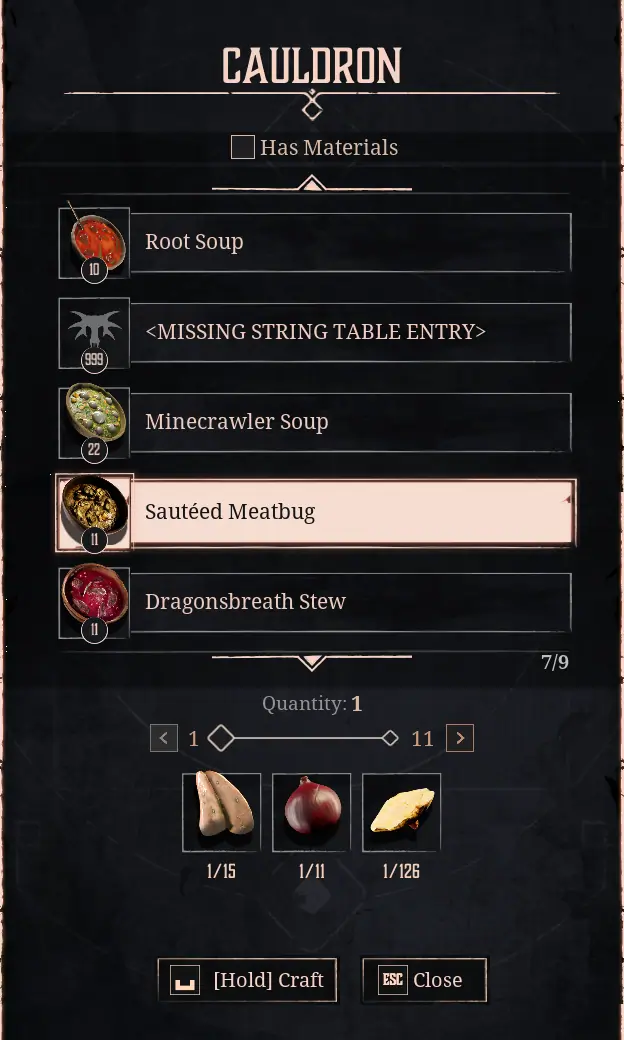 CAULDRON
Has Materials
Root Soup
10
<MISSING STRING TABLE ENTRY>
999
Minecrawler Soup
22
Sautéed Meatbug
11
Dragonsbreath Stew
11
7/9
Quantity: 1
< 1 11 >
1/15 1/11 1/126
[Hold] Craft
ESC Close